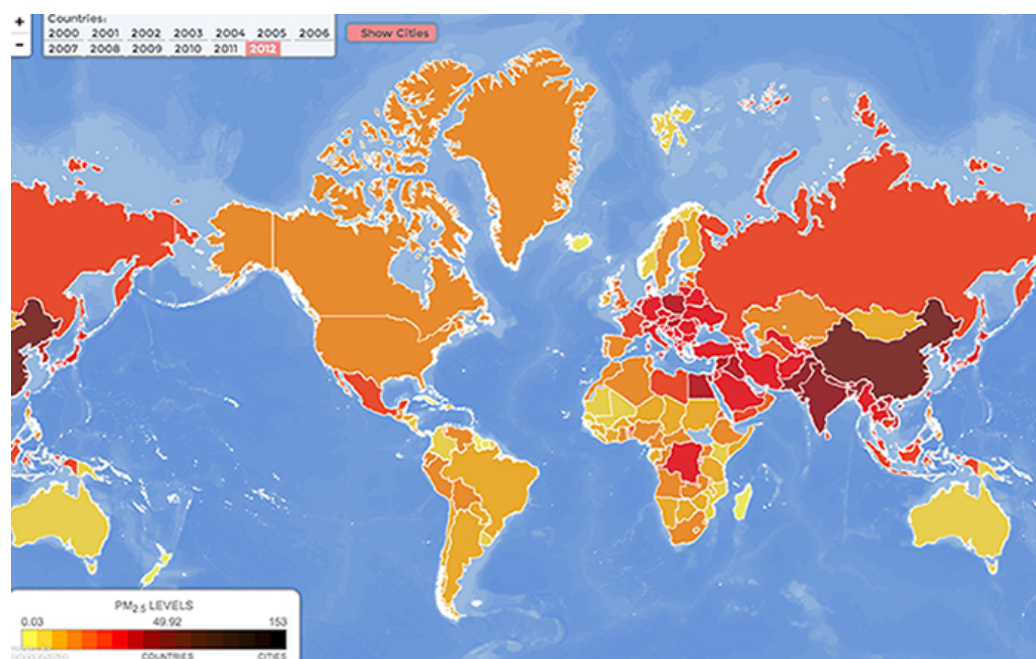 +
-
Countries:
2000 2001 2002 2003 2004 2005 2006
2007 2008 2009 2010 2011 2012
Show Cities
PM2.5 LEVELS
0.03 49.92 153
COUNTRIES CITIES